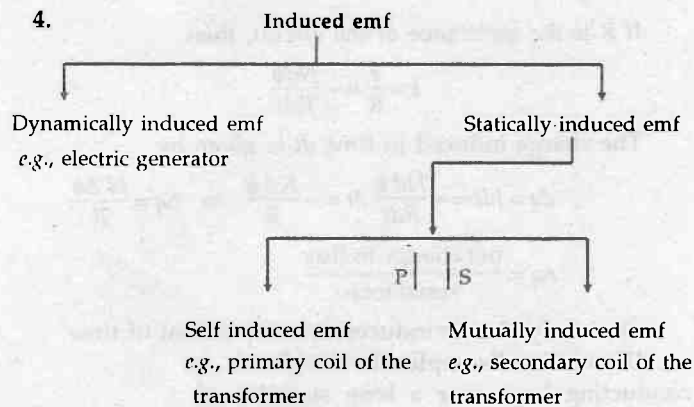 4. Induced emf
Dynamically induced emf
e.g., electric generator
Statically induced emf
P S
Self induced emf
e.g., primary coil of the
transformer
Mutually induced emf
e.g., secondary coil of the
transformer